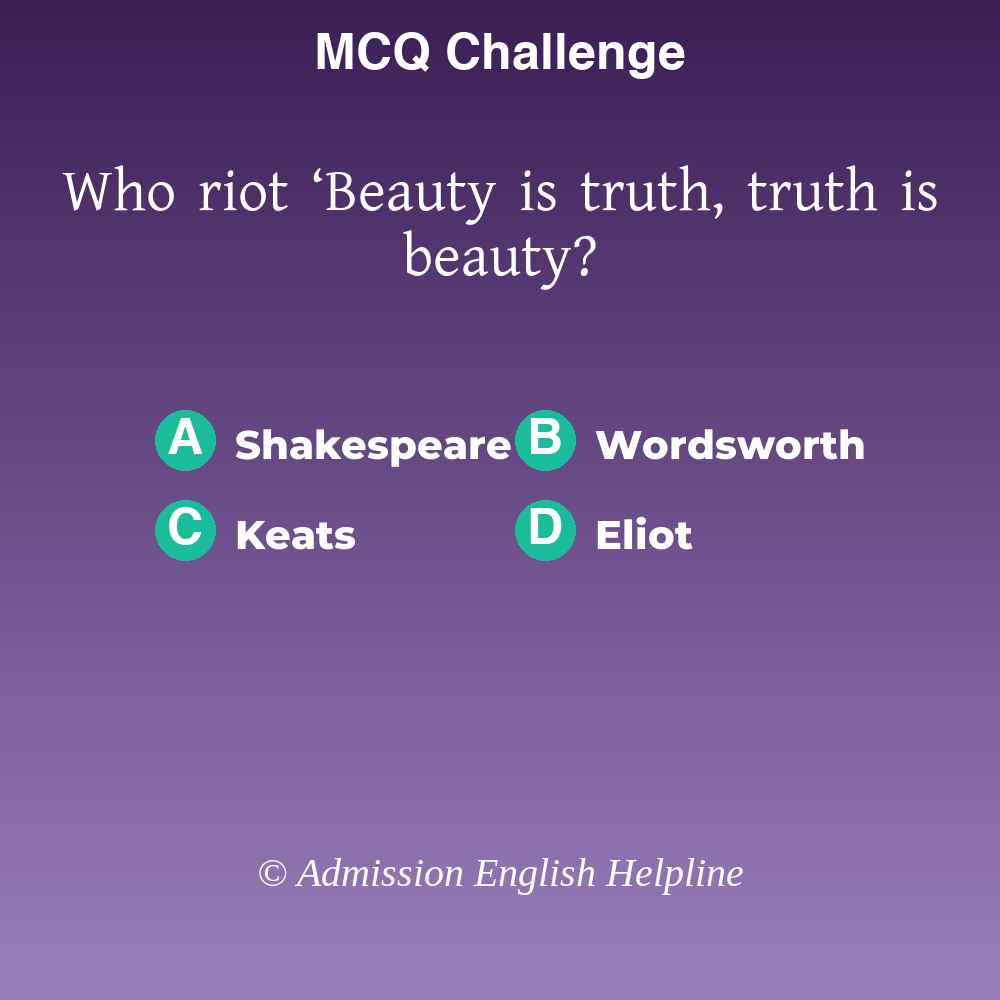 MCQ Challenge
Who riot ‘Beauty is truth, truth is
beauty?
A Shakespeare B Wordsworth
C Keats D Eliot
© Admission English Helpline